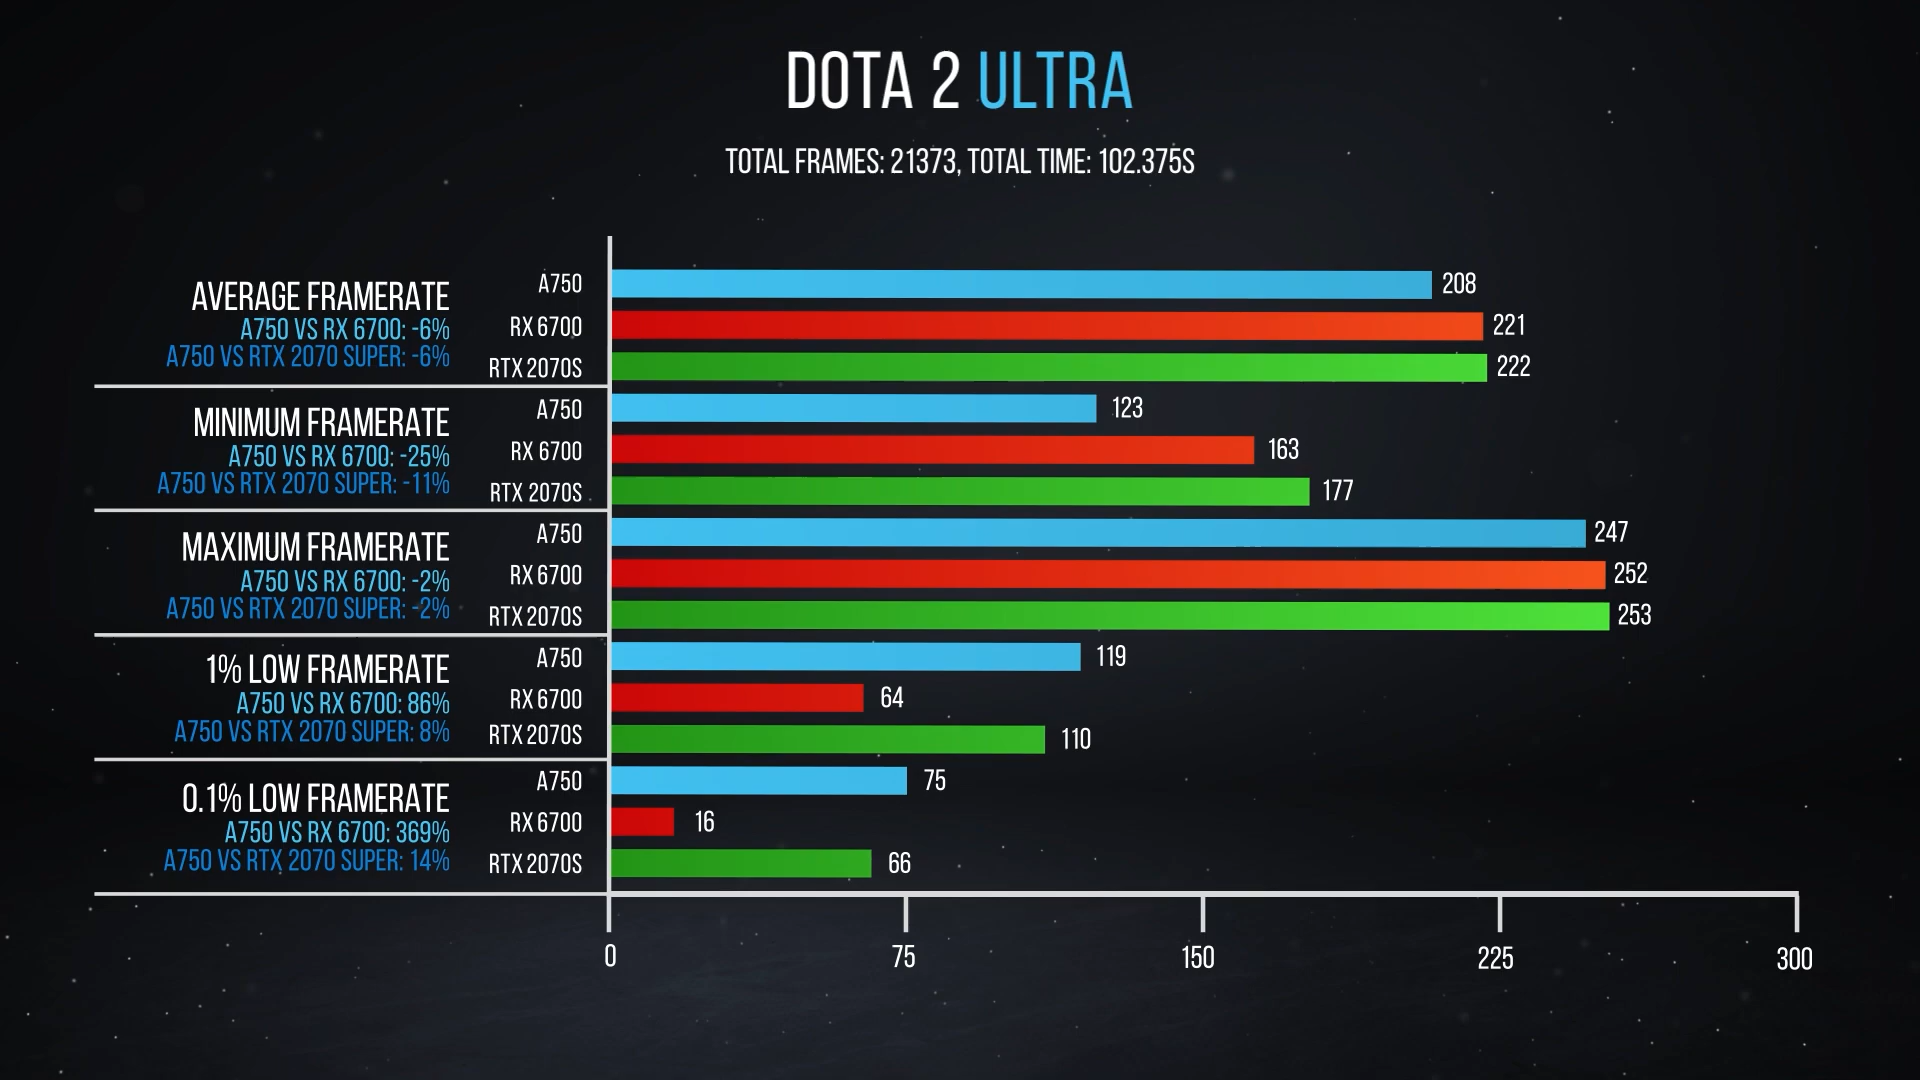 DOTA 2 ULTRA
TOTAL FRAMES: 21373, TOTAL TIME: 102.375S
AVERAGE FRAMERATE
A750 VS RX 6700: -6%
A750 VS RTX 2070 SUPER: -6%
A750 208
RX 6700 221
RTX 2070S 222
MINIMUM FRAMERATE
A750 VS RX 6700: -25%
A750 VS RTX 2070 SUPER: -11%
A750 123
RX 6700 163
RTX 2070S 177
MAXIMUM FRAMERATE
A750 VS RX 6700: -2%
A750 VS RTX 2070 SUPER: -2%
A750 247
RX 6700 252
RTX 2070S 253
1% LOW FRAMERATE
A750 VS RX 6700: 86%
A750 VS RTX 2070 SUPER: 8%
A750 119
RX 6700 64
RTX 2070S 110
0.1% LOW FRAMERATE
A750 VS RX 6700: 369%
A750 VS RTX 2070 SUPER: 14%
A750 75
RX 6700 16
RTX 2070S 66
0 75 150 225 300